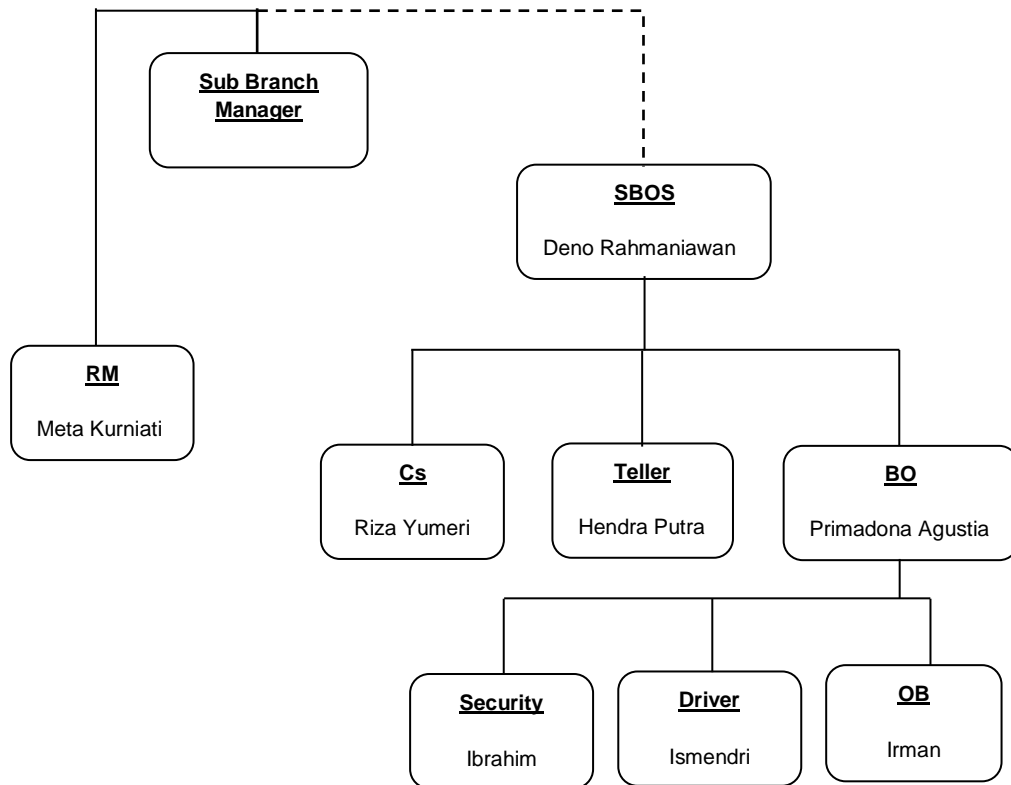 Sub Branch
Manager
SBOS
Deno Rahmaniawan
RM
Meta Kurniati
Cs
Riza Yumeri
Teller
Hendra Putra
BO
Primadona Agustia
Security
Ibrahim
Driver
Ismendri
OB
Irman